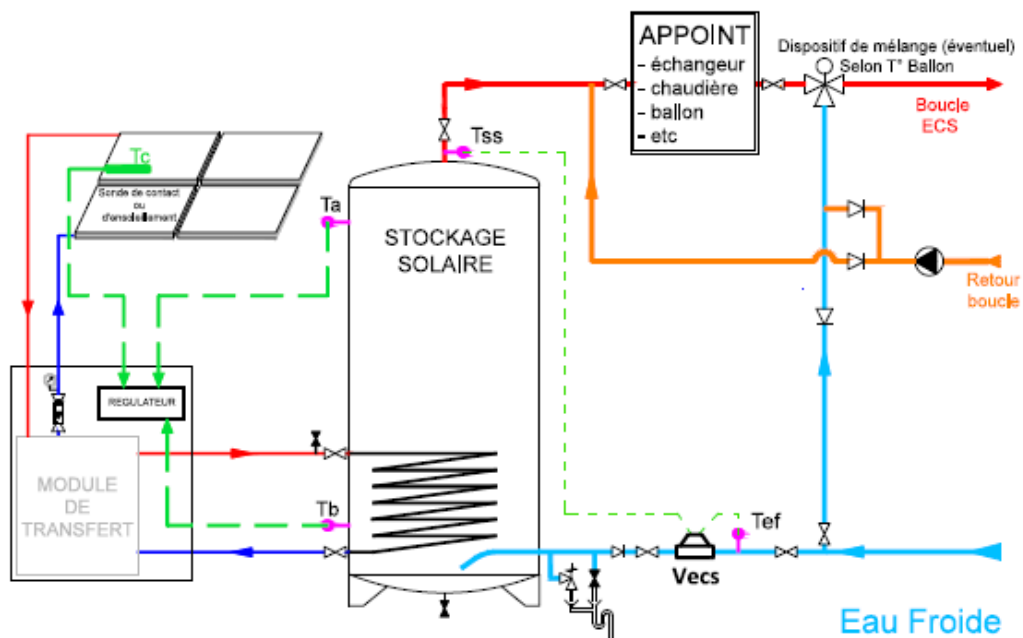 APPOINT
- échangeur
- chaudière
- ballon
- etc
Dispositif de mélange (éventuel)
Selon T° Ballon
Boucle
ECS
Tss
Tc
Sonde de contact
ou
d'ensoleillement
Ta
STOCKAGE
SOLAIRE
Retour
boucle
REGULATEUR
MODULE
DE
TRANSFERT
Tb
Tef
Vecs
Eau Froide